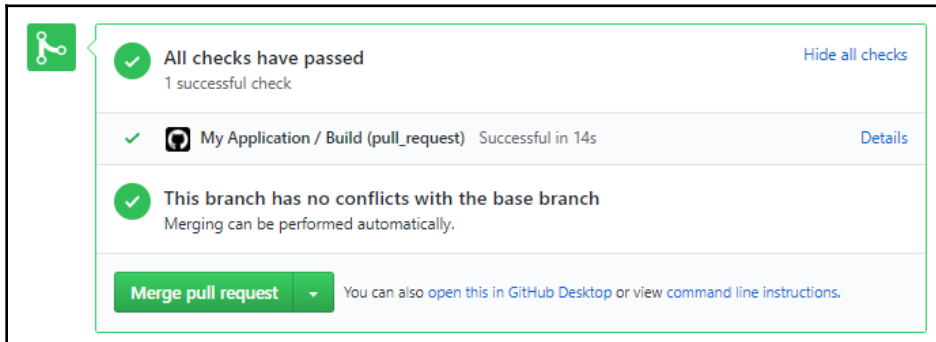 All checks have passed
Hide all checks
1 successful check
My Application / Build (pull_request) Successful in 14s
Details
This branch has no conflicts with the base branch
Merging can be performed automatically.
Merge pull request
You can also open this in GitHub Desktop or view command line instructions.